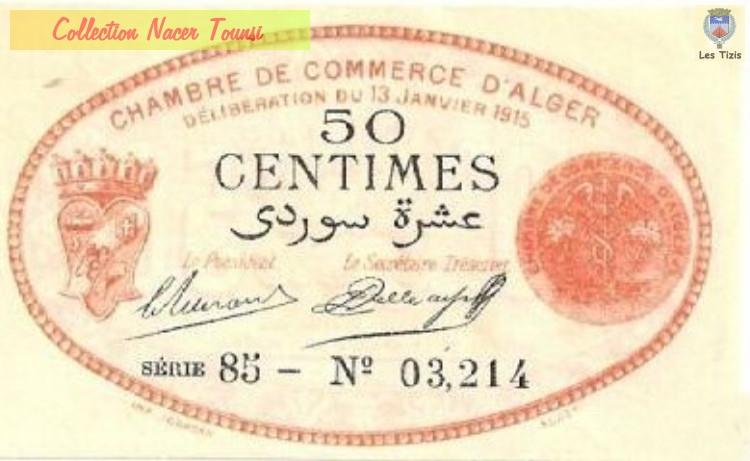 Collection Nacer Tounsi
Les Tizis
CHAMBRE DE COMMERCE D'ALGER
DÉLIBÉRATION DU 13 JANVIER 1915
50
CENTIMES
عشرة سوردى
Le Président Le Secrétaire Trésorier
SÉRIE 85 - Nº 03,214